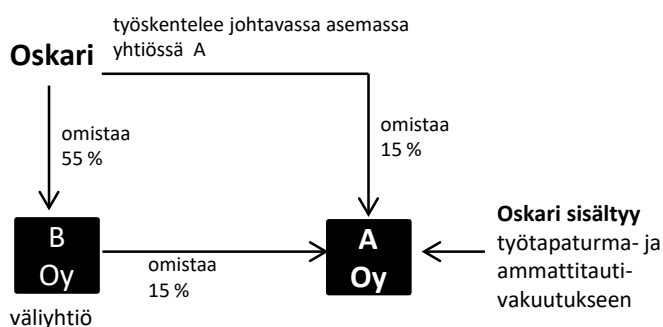 työskentelee johtavassa asemassa
yhtiössä A
Oskari
omistaa
55 %
omistaa
15 %
B
Oy
väliyhtiö
omistaa
15 %
A
Oy
Oskari sisältyy
työtapaturma- ja
ammattitauti-
vakuutukseen